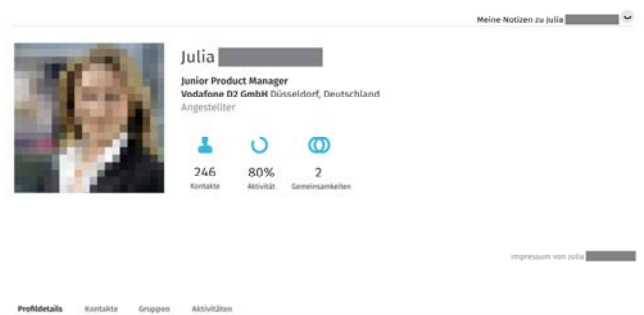 Meine Notizen zu Julia
Julia
Junior Product Manager
Vodafone D2 GmbH Düsseldorf, Deutschland
Angestellter
246 80% 2
Kontakte Aktivität Gemeinsamkeiten
Impressum von Julia
Profildetails Kontakte Gruppen Aktivitäten